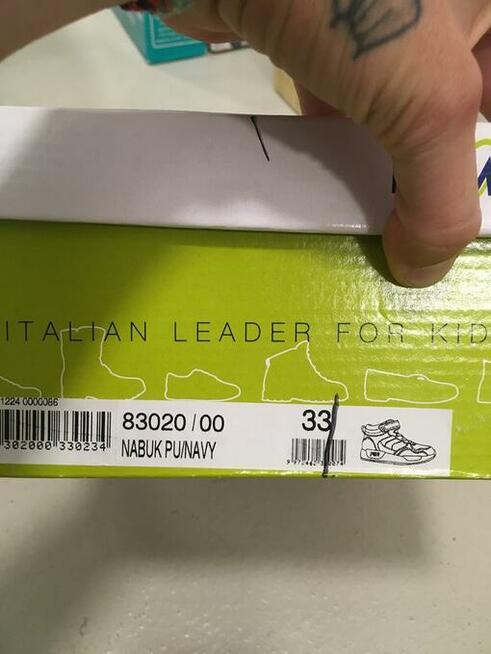 ITALIAN LEADER FOR KID
1224 0000086
83020 / 00
33
302000 330234
NABUK PU/NAVY